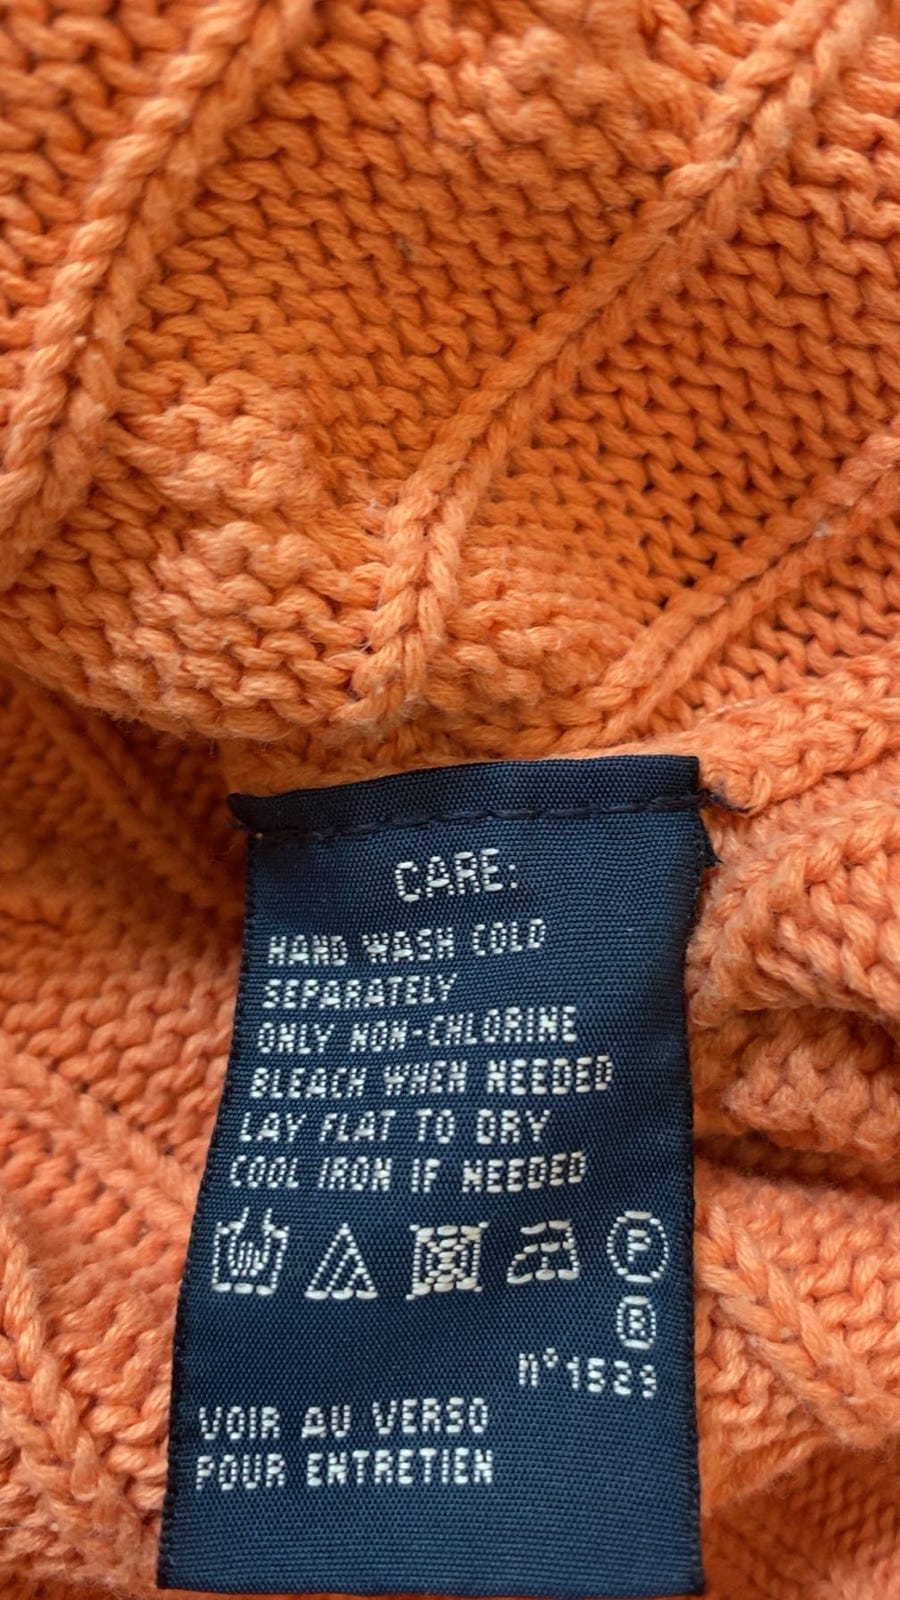 CARE:
HAND WASH COLD
SEPARATELY
ONLY NON-CHLORINE
BLEACH WHEN NEEDED
LAY FLAT TO DRY
COOL IRON IF NEEDED
F
R
n°1529
VOIR AU VERSO
POUR ENTRETIEN